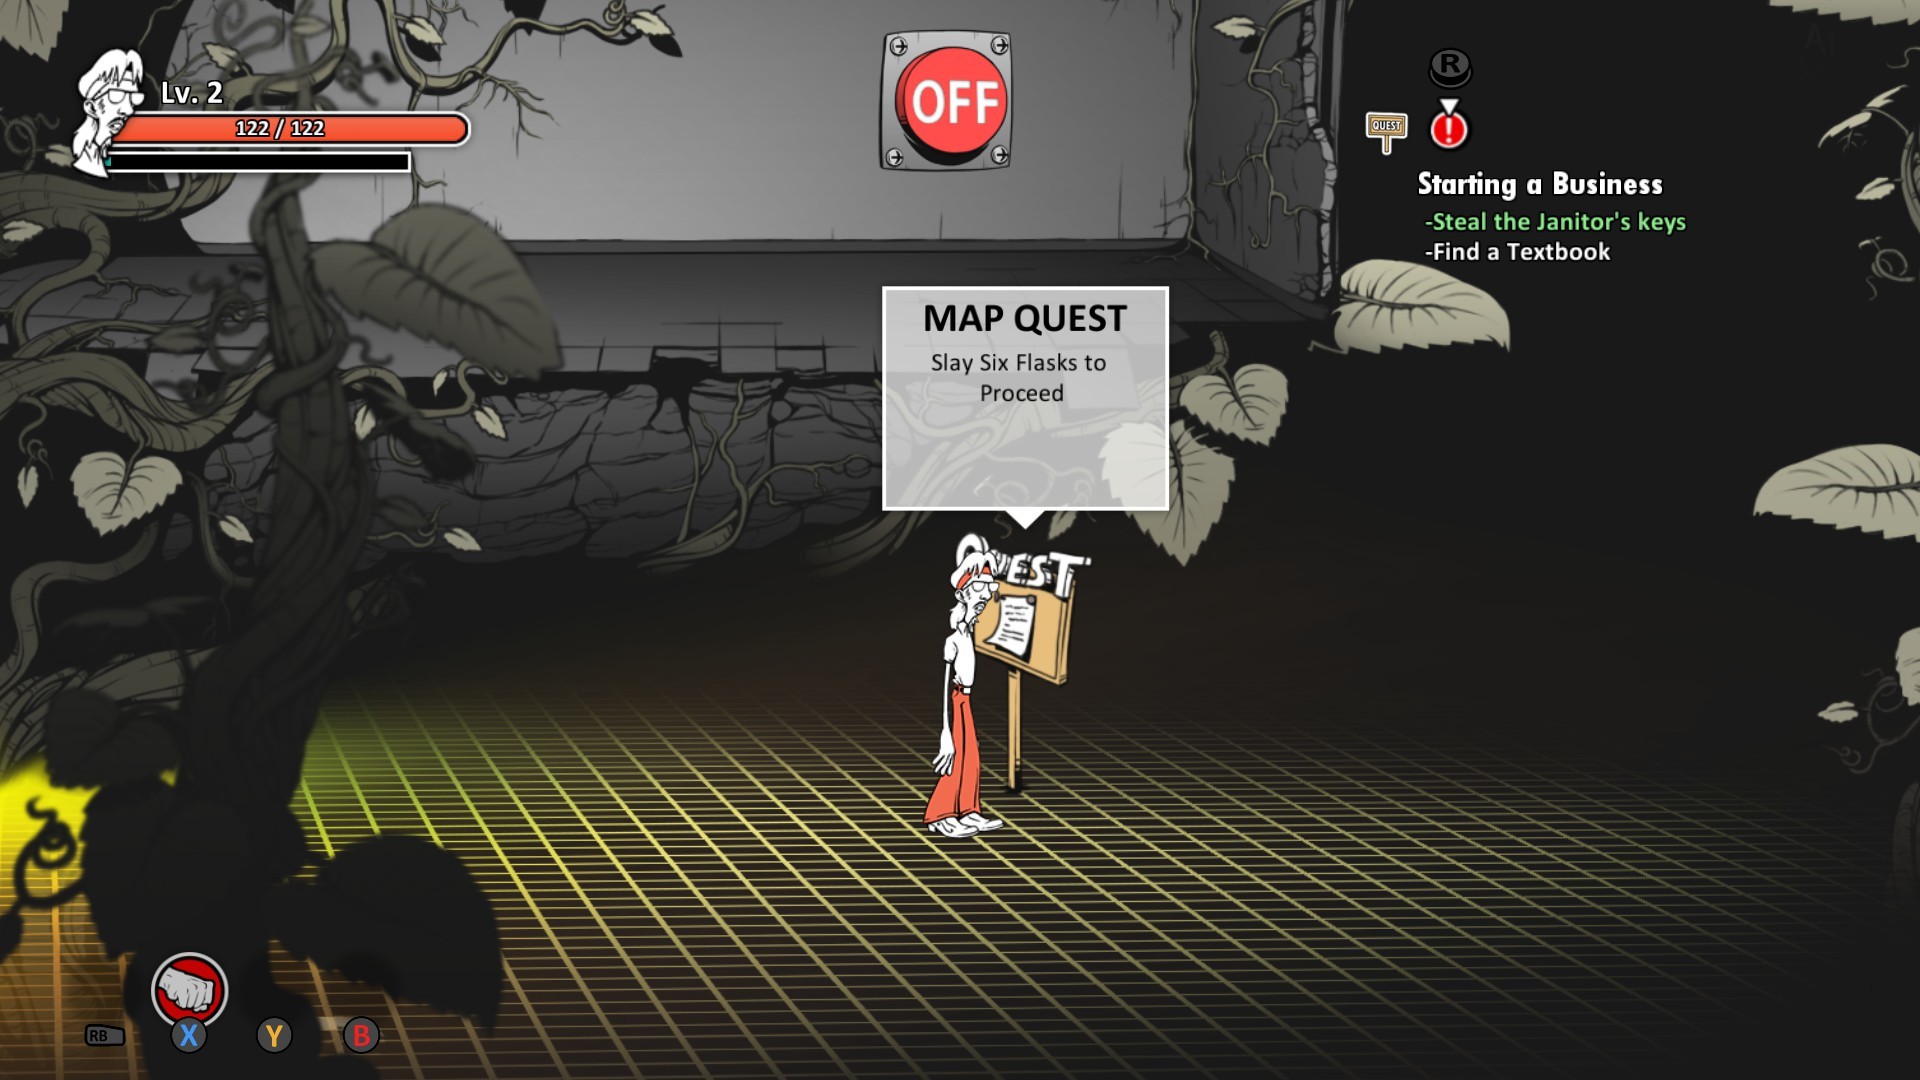 Lv. 2
122 / 122
OFF
R
QUEST
!
Starting a Business
-Steal the Janitor's keys
-Find a Textbook
MAP QUEST
Slay Six Flasks to
Proceed
QUEST
RB
X
Y
B